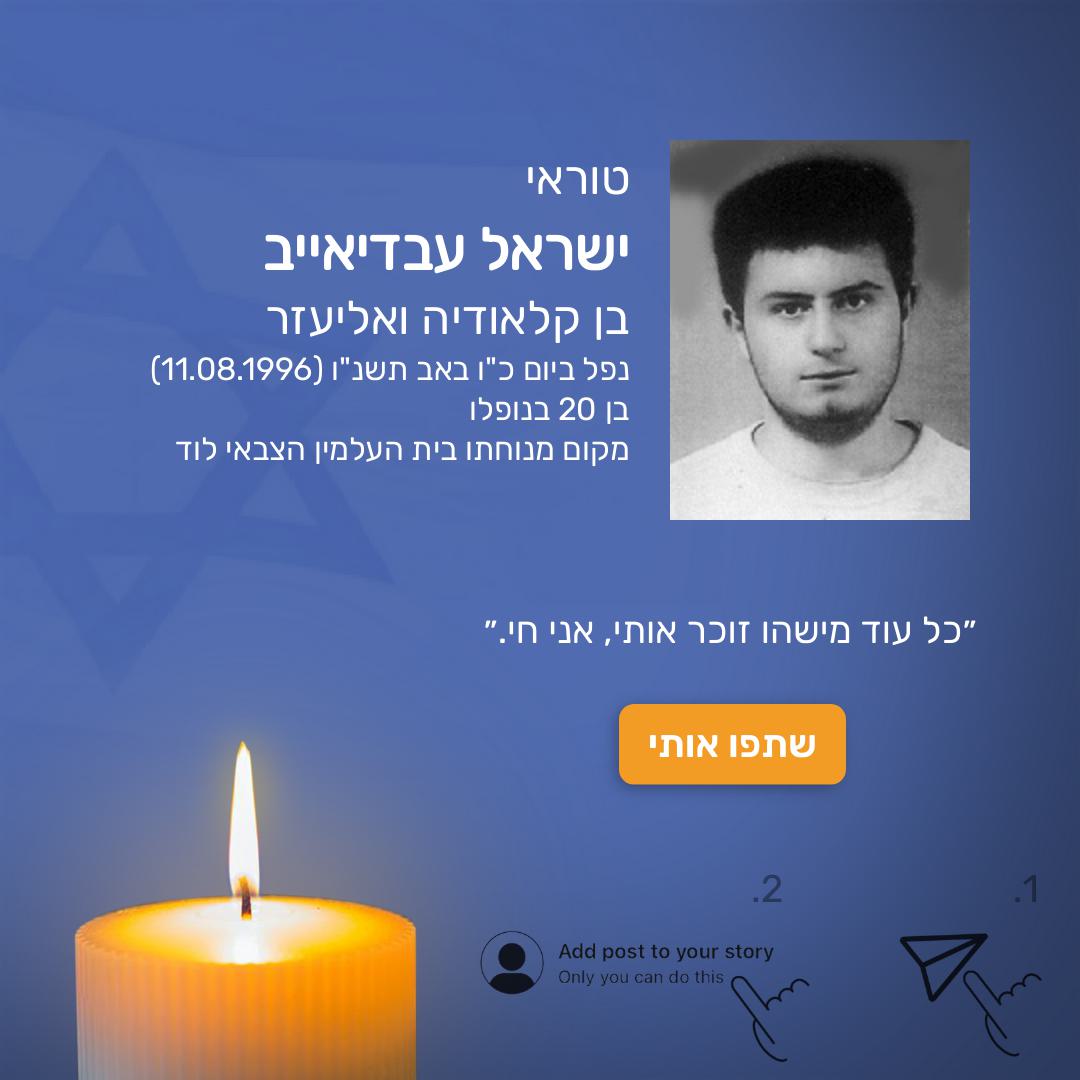 טוראי
ישראל עבדיאייב
בן קלאודיה ואליעזר
נפל ביום כ"ו באב תשנ"ו (11.08.1996)
בן 20 בנופלו
מקום מנוחתו בית העלמין הצבאי לוד
״כל עוד מישהו זוכר אותי, אני חי.״
שתפו אותי
1.
2.
Add post to your story
Only you can do this